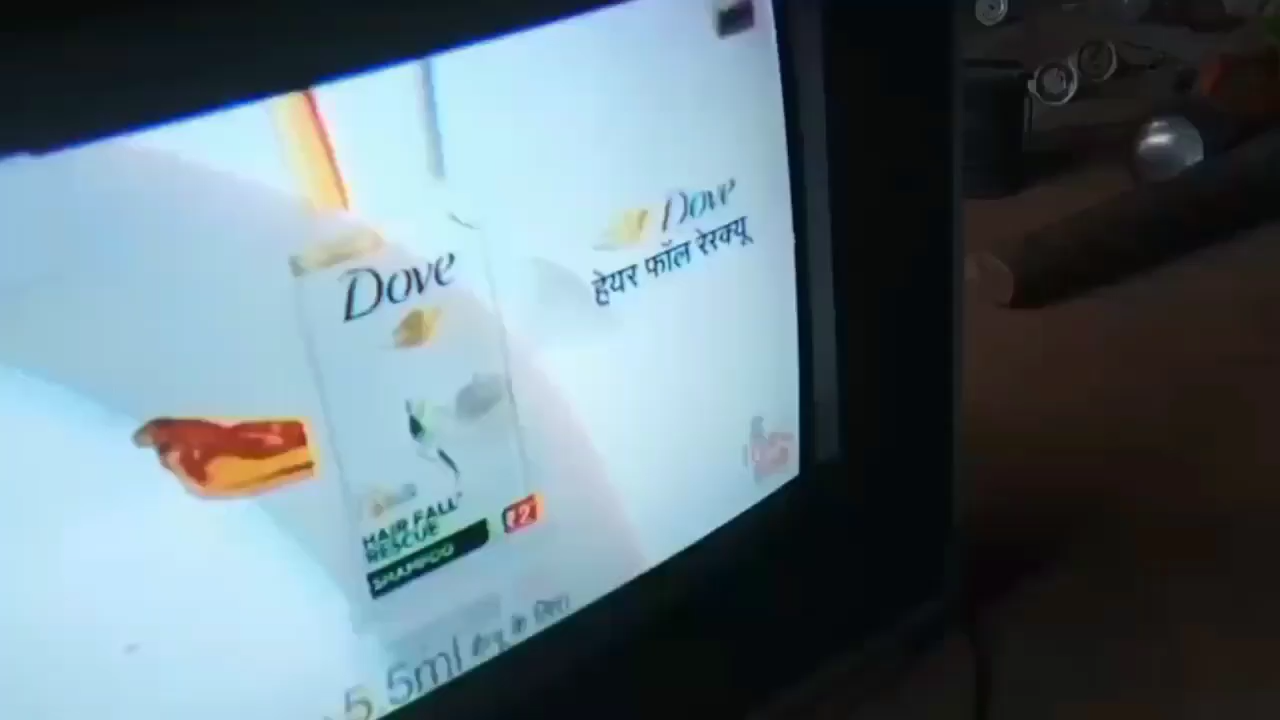 Dove
हेयर फॉल रेस्क्यू
Dove
HAIR FALL
RESCUE
SHAMPOO
₹2
5.5ml
के लिए